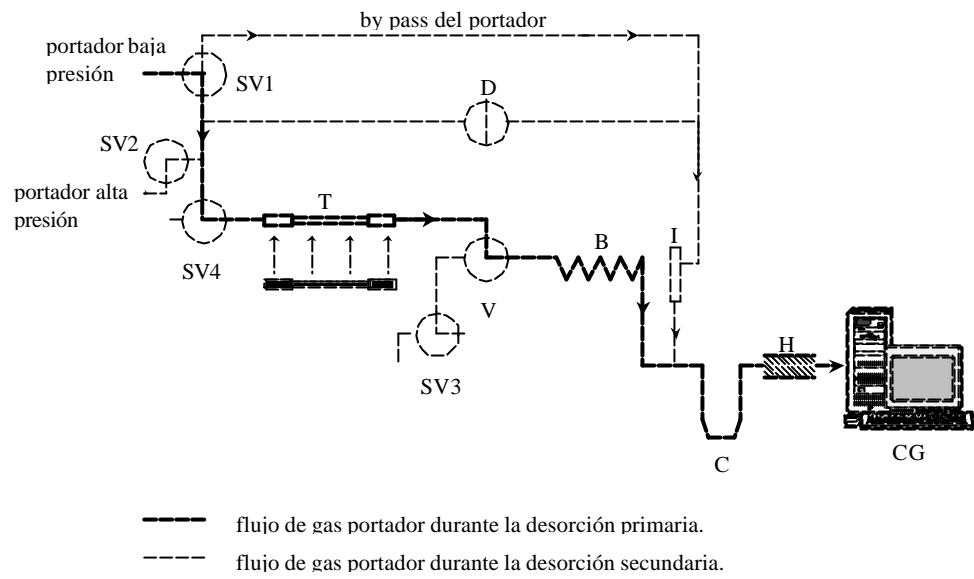 by pass del portador
portador baja
presión
SV1
D
SV2
portador alta
presión
T
SV4
B
I
V
H
SV3
C
CG
flujo de gas portador durante la desorción primaria.
flujo de gas portador durante la desorción secundaria.